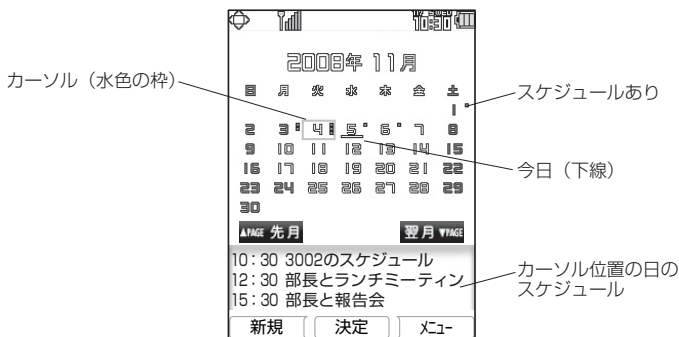 10:30
2008年 11月
カーソル（水色の枠）
日 月 火 水 木 金 土
スケジュールあり
1
2 3 4 5 6 7 8
9 10 11 12 13 14 15
今日（下線）
16 17 18 19 20 21 22
23 24 25 26 27 28 29
30
▲PAGE 先月 翌月 ▼PAGE
10:30 3002のスケジュール
12:30 部長とランチミーティン
15:30 部長と報告会
カーソル位置の日の
スケジュール
新規 決定 メニュー